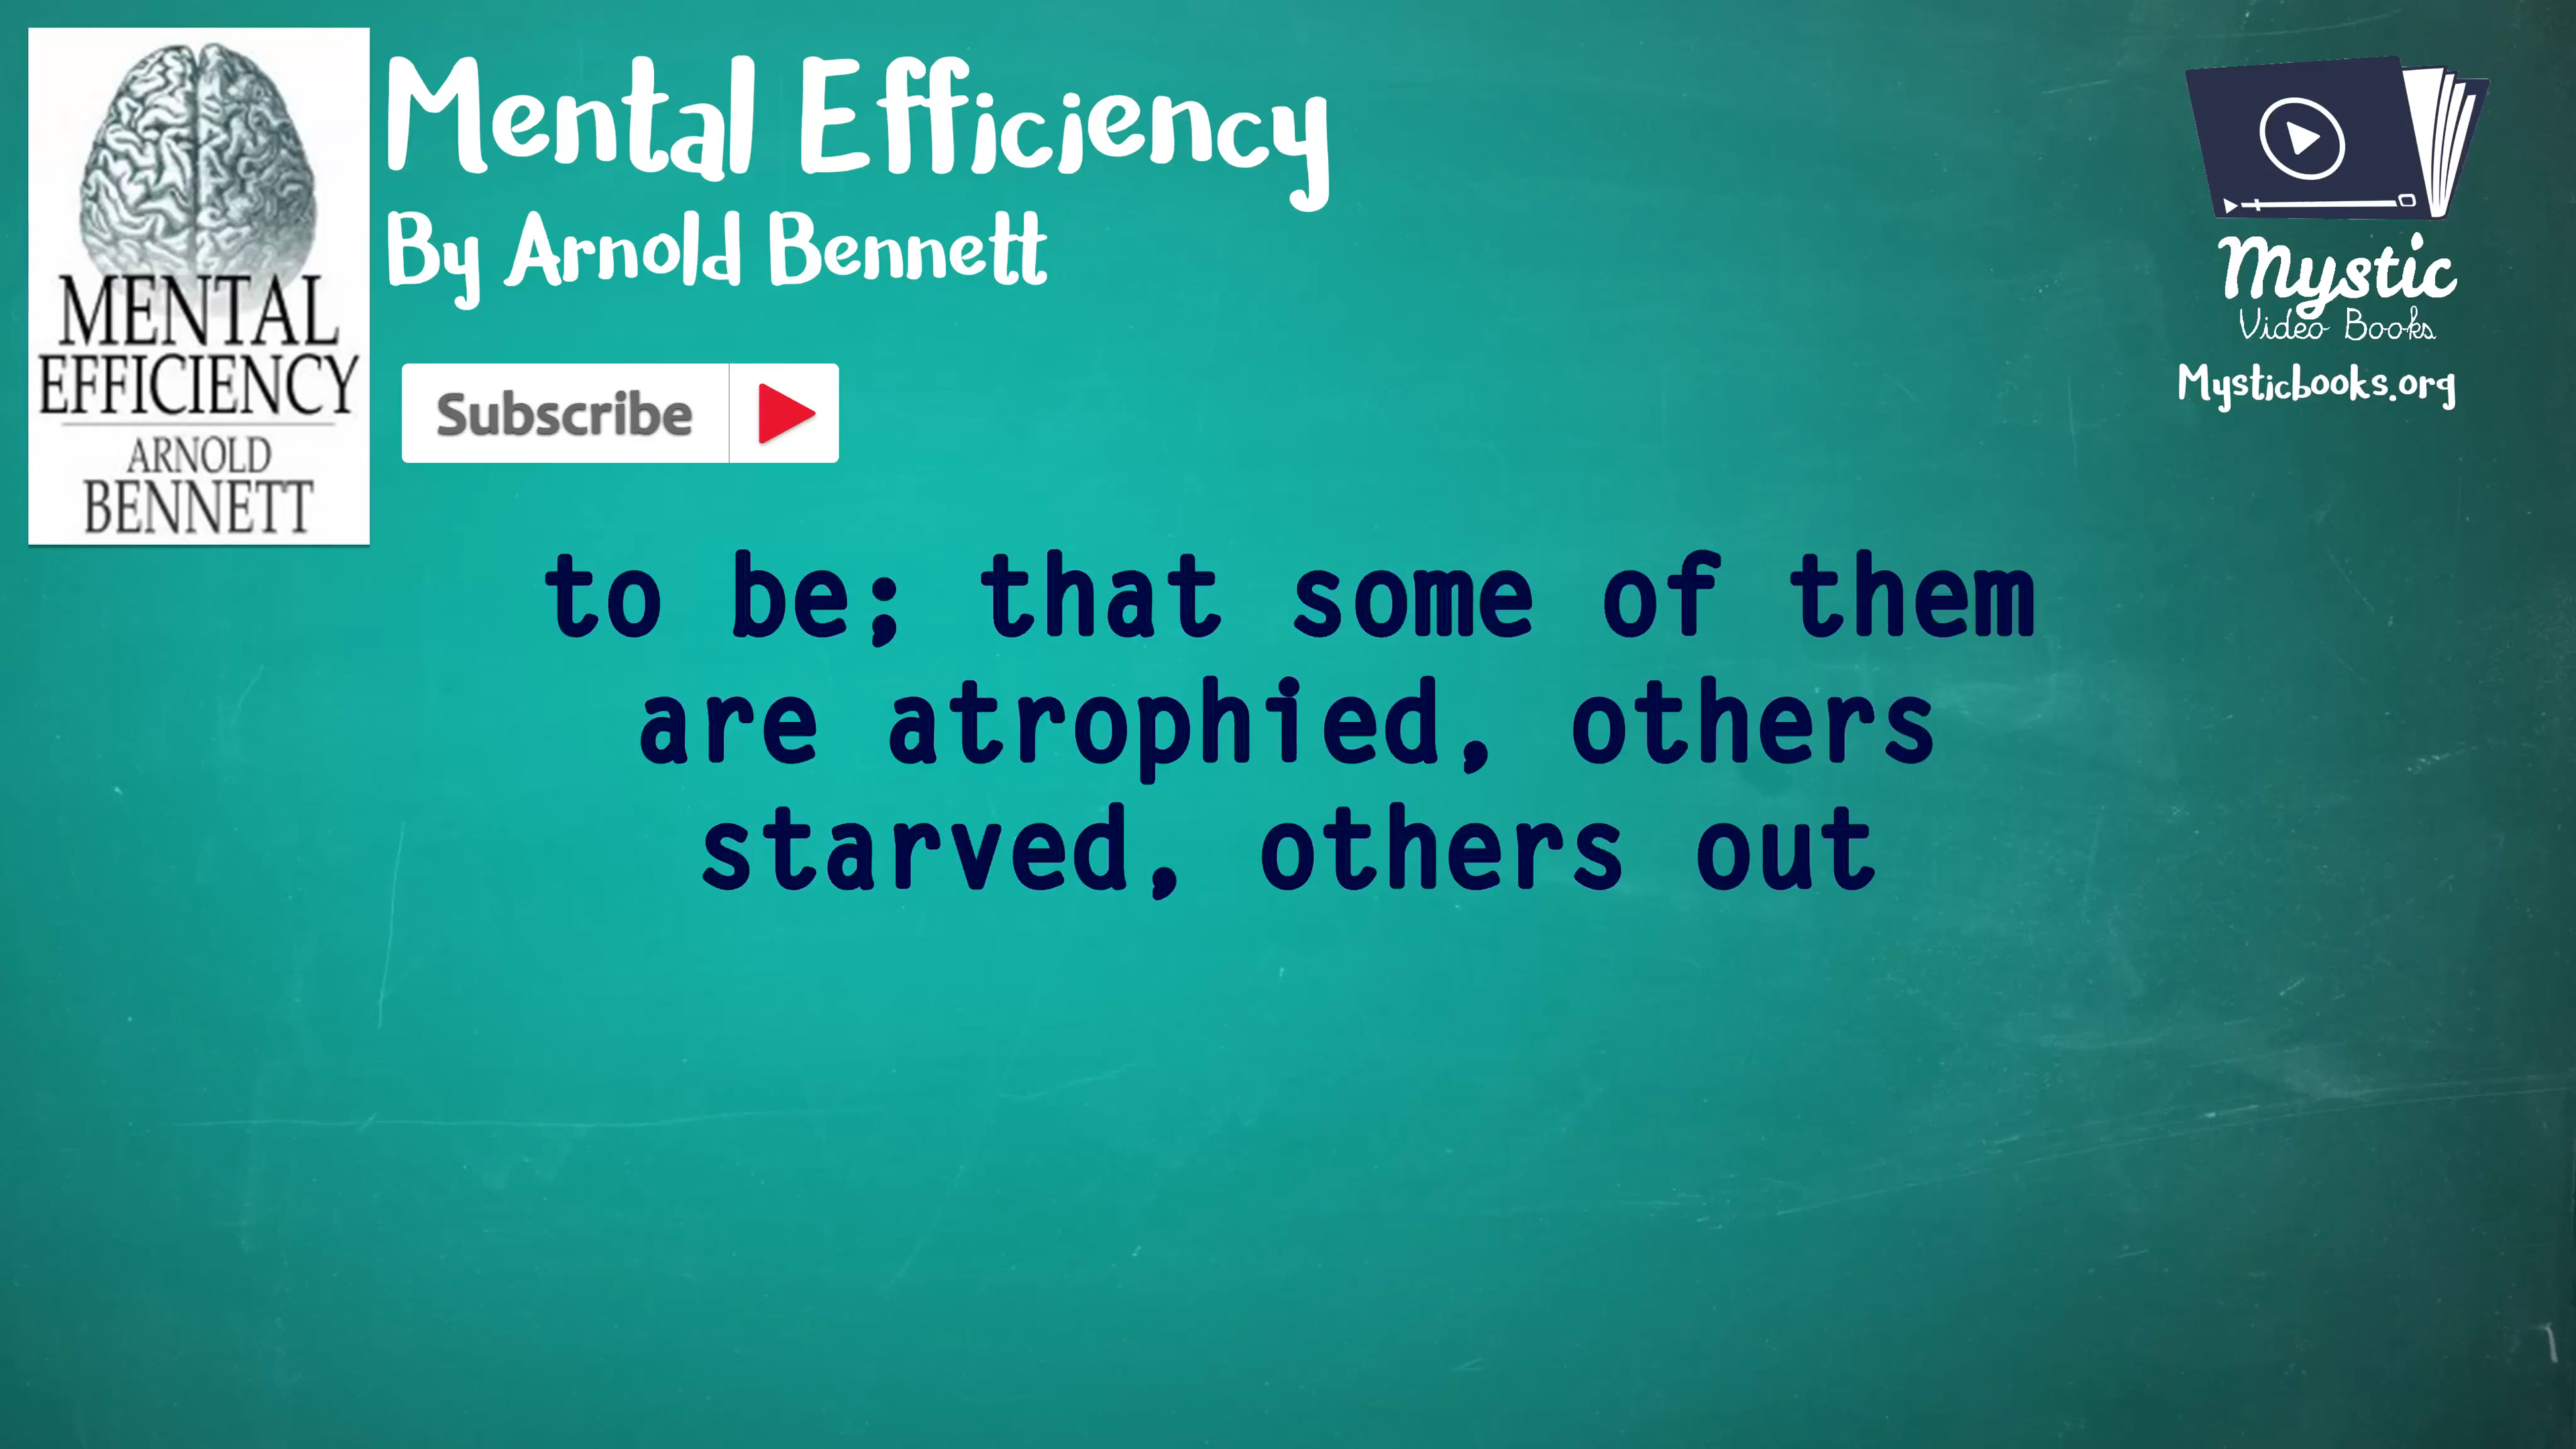 MENTAL
EFFICIENCY
ARNOLD
BENNETT
Mental Efficiency
By Arnold Bennett
Subscribe
Mystic
Video Books
Mysticbooks.org
to be; that some of them
are atrophied, others
starved, others out